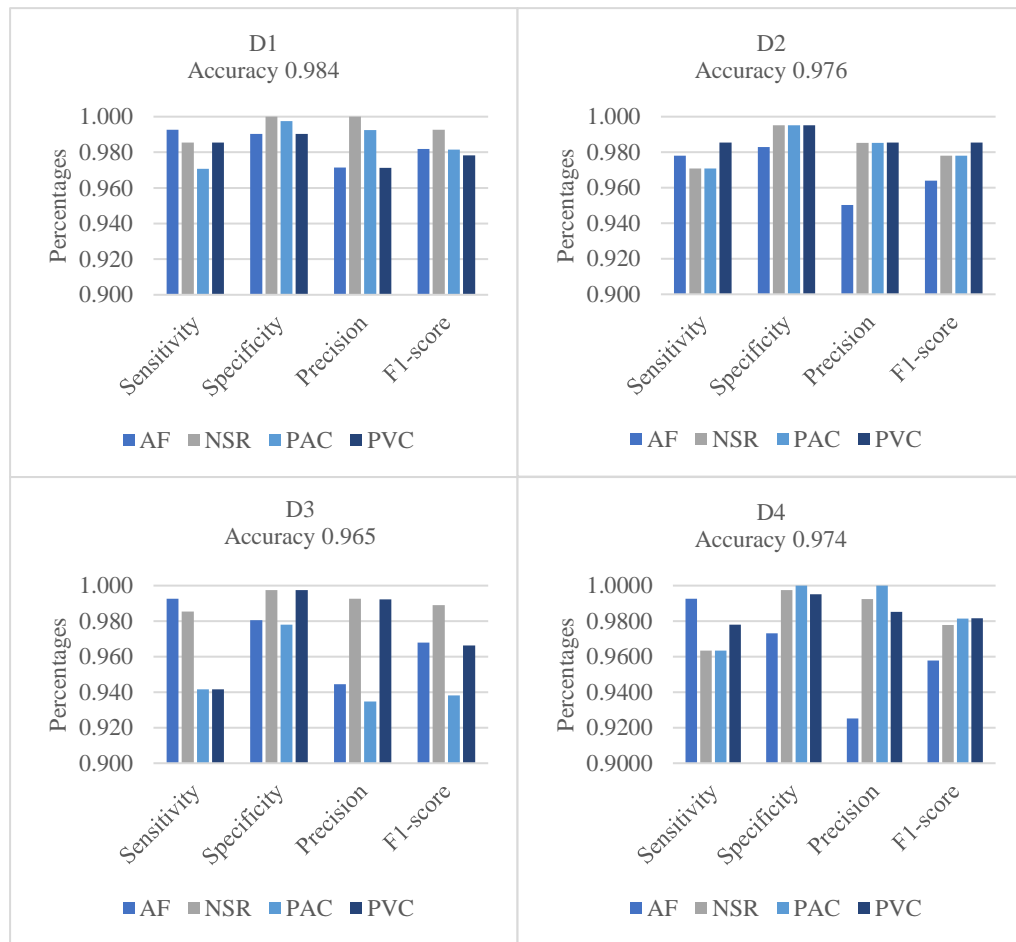 D1
Accuracy 0.984
Percentages
1.000
0.980
0.960
0.940
0.920
0.900
Sensitivity
Specificity
Precision
F1-score
AF NSR PAC PVC
D2
Accuracy 0.976
Percentages
1.000
0.980
0.960
0.940
0.920
0.900
Sensitivity
Specificity
Precision
F1-score
AF NSR PAC PVC
D3
Accuracy 0.965
Percentages
1.000
0.980
0.960
0.940
0.920
0.900
Sensitivity
Specificity
Precision
F1-score
AF NSR PAC PVC
D4
Accuracy 0.974
Percentages
1.0000
0.9800
0.9600
0.9400
0.9200
0.9000
Sensitivity
Specificity
Precision
F1-score
AF NSR PAC PVC